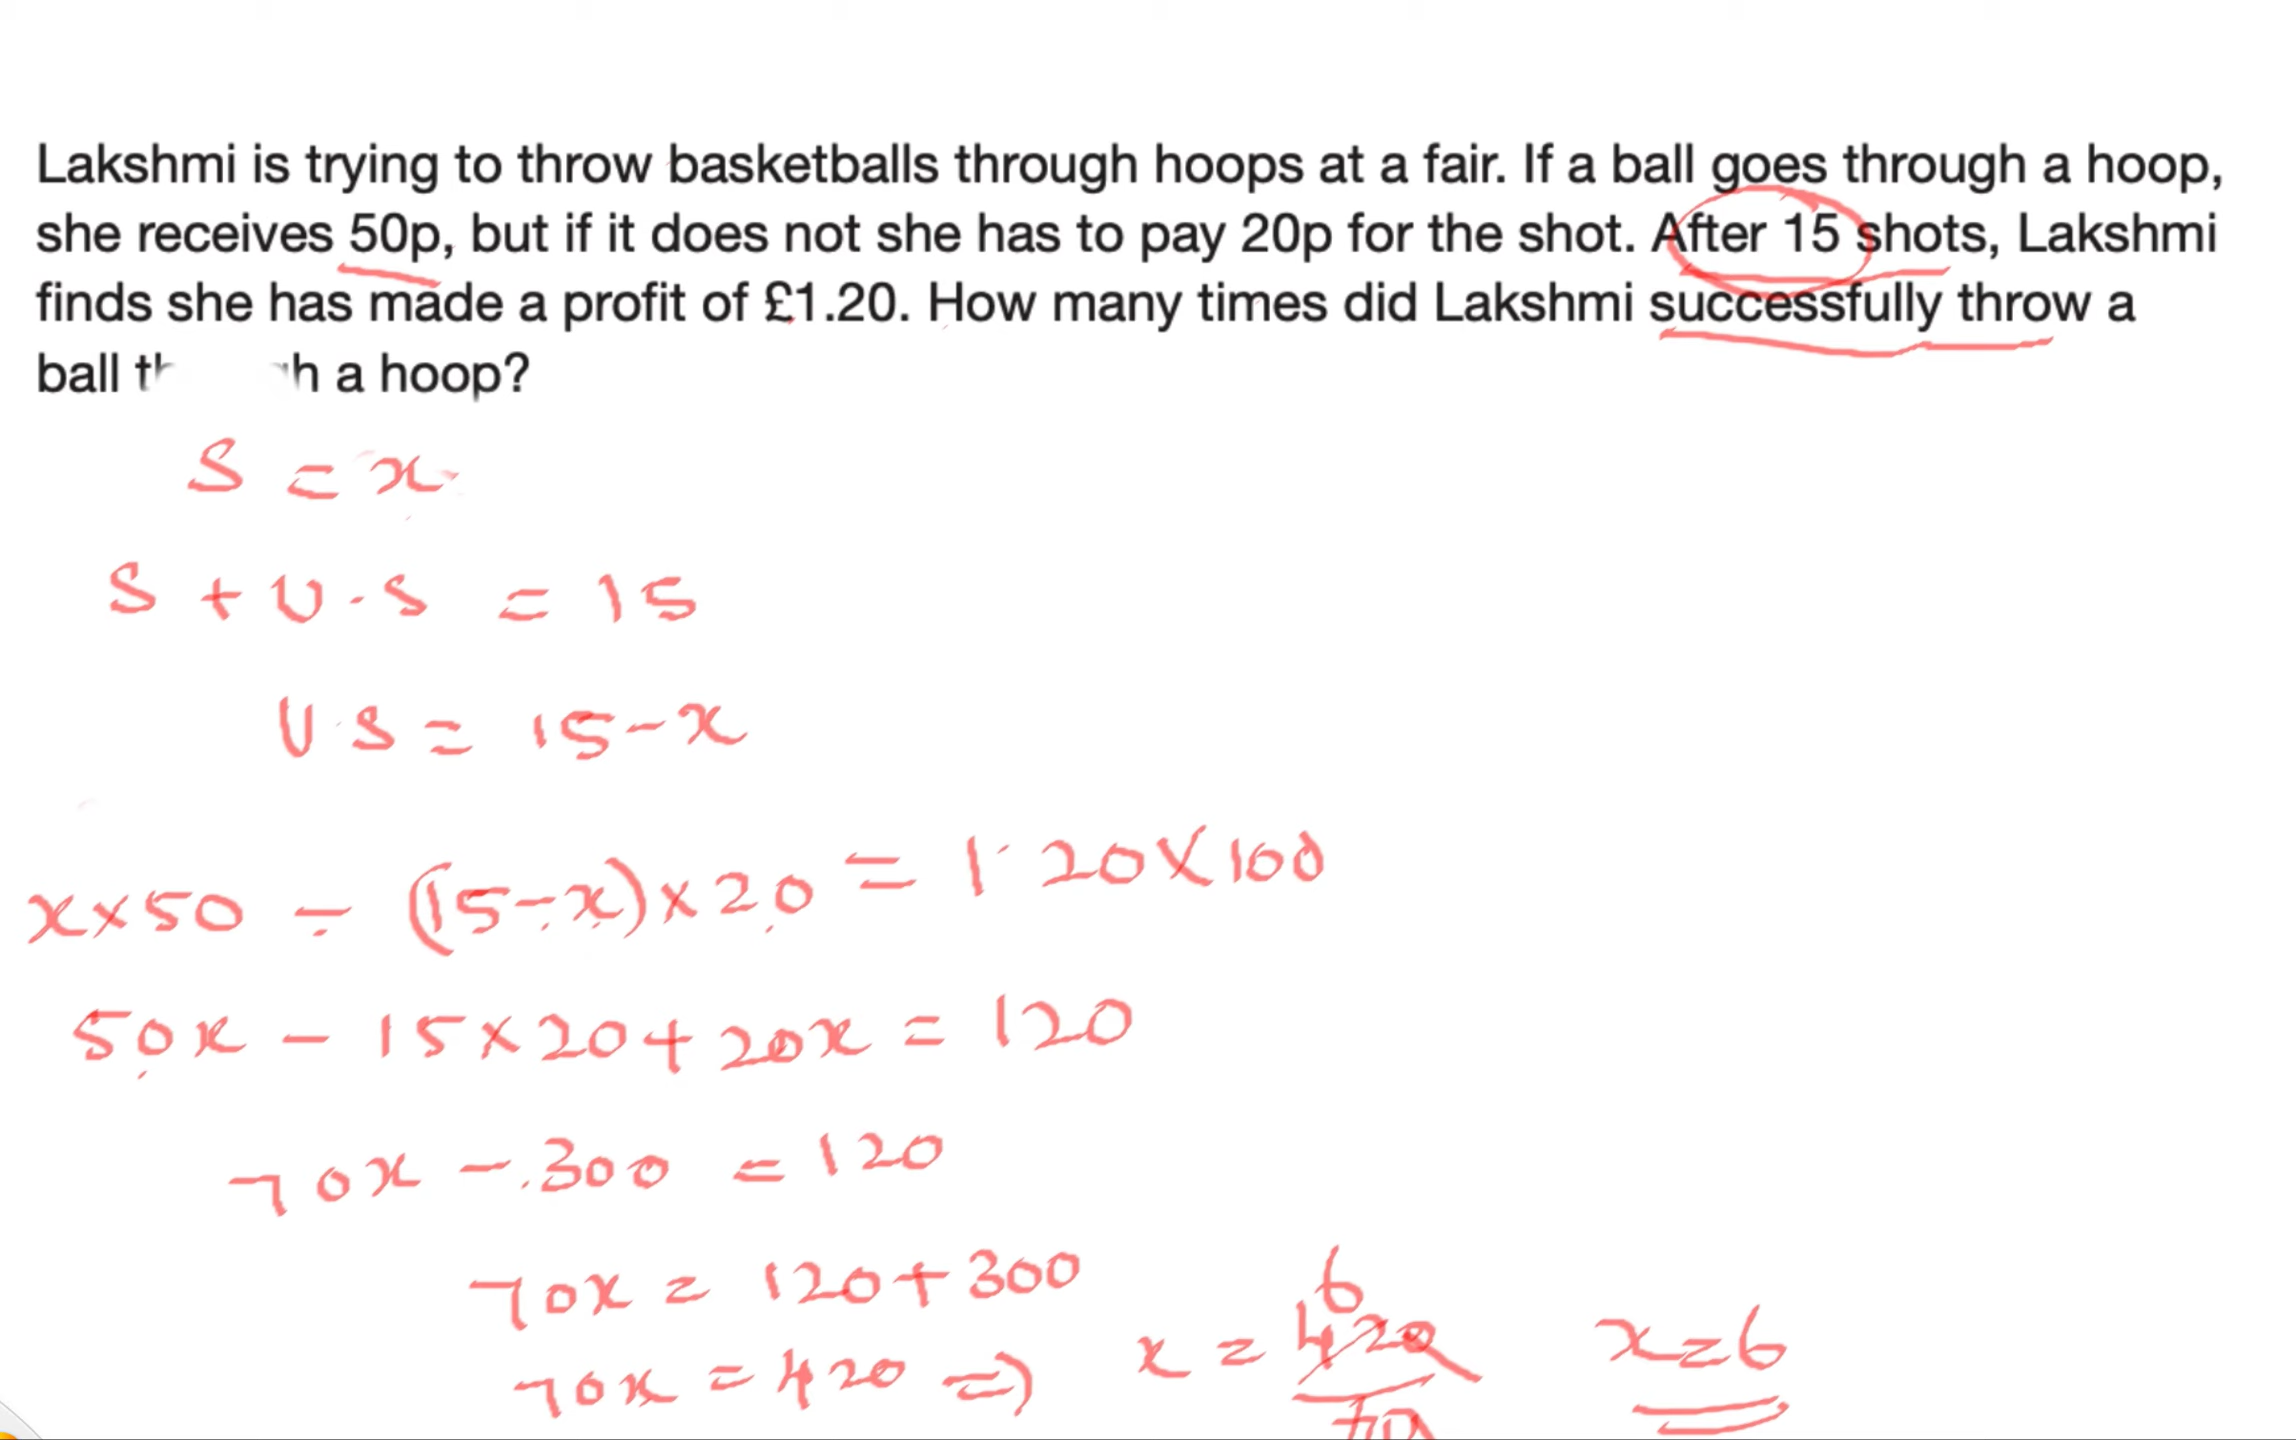 Lakshmi is trying to throw basketballs through hoops at a fair. If a ball goes through a hoop,
she receives 50p, but if it does not she has to pay 20p for the shot. After 15 shots, Lakshmi
finds she has made a profit of £1.20. How many times did Lakshmi successfully throw a
ball a hoop?
S = x
S + U.S = 15
U.S = 15-x
x×50 - (15-x)×20 = 1.20×100
50x - 15×20+20x = 120
70x - 300 = 120
70x = 120+300
6
70x = 420 => x = 420/70 x=6